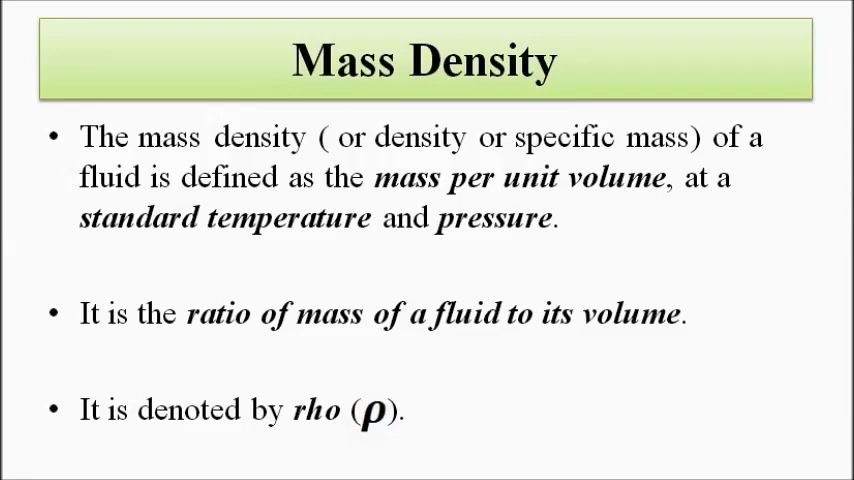 Mass Density
• The mass density ( or density or specific mass) of a
fluid is defined as the mass per unit volume, at a
standard temperature and pressure.
• It is the ratio of mass of a fluid to its volume.
• It is denoted by rho (ρ).